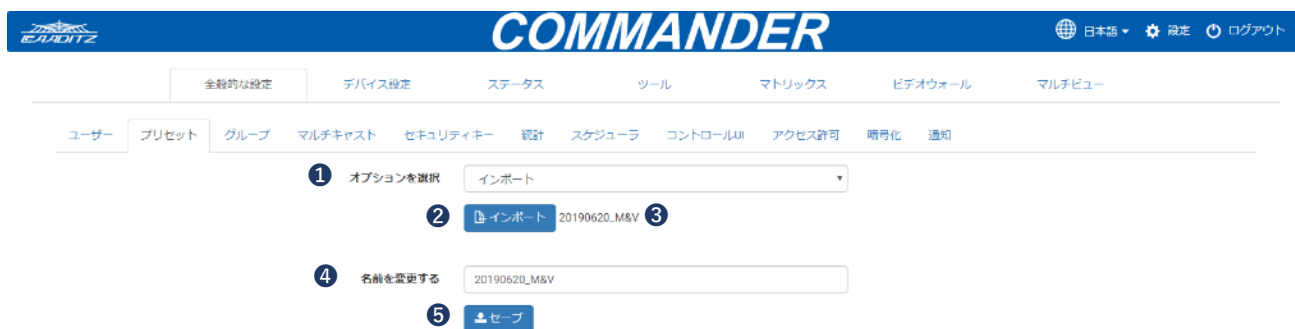 COMMANDER 日本語 設定 ログアウト
全般的な設定 デバイス設定 ステータス ツール マトリックス ビデオウォール マルチビュー
ユーザー プリセット グループ マルチキャスト セキュリティキー 統計 スケジューラ コントロールUI アクセス許可 暗号化 通知
1 オプションを選択 インポート
2 インポート 20190620_M&V 3
4 名前を変更する 20190620_M&V
5 セーブ